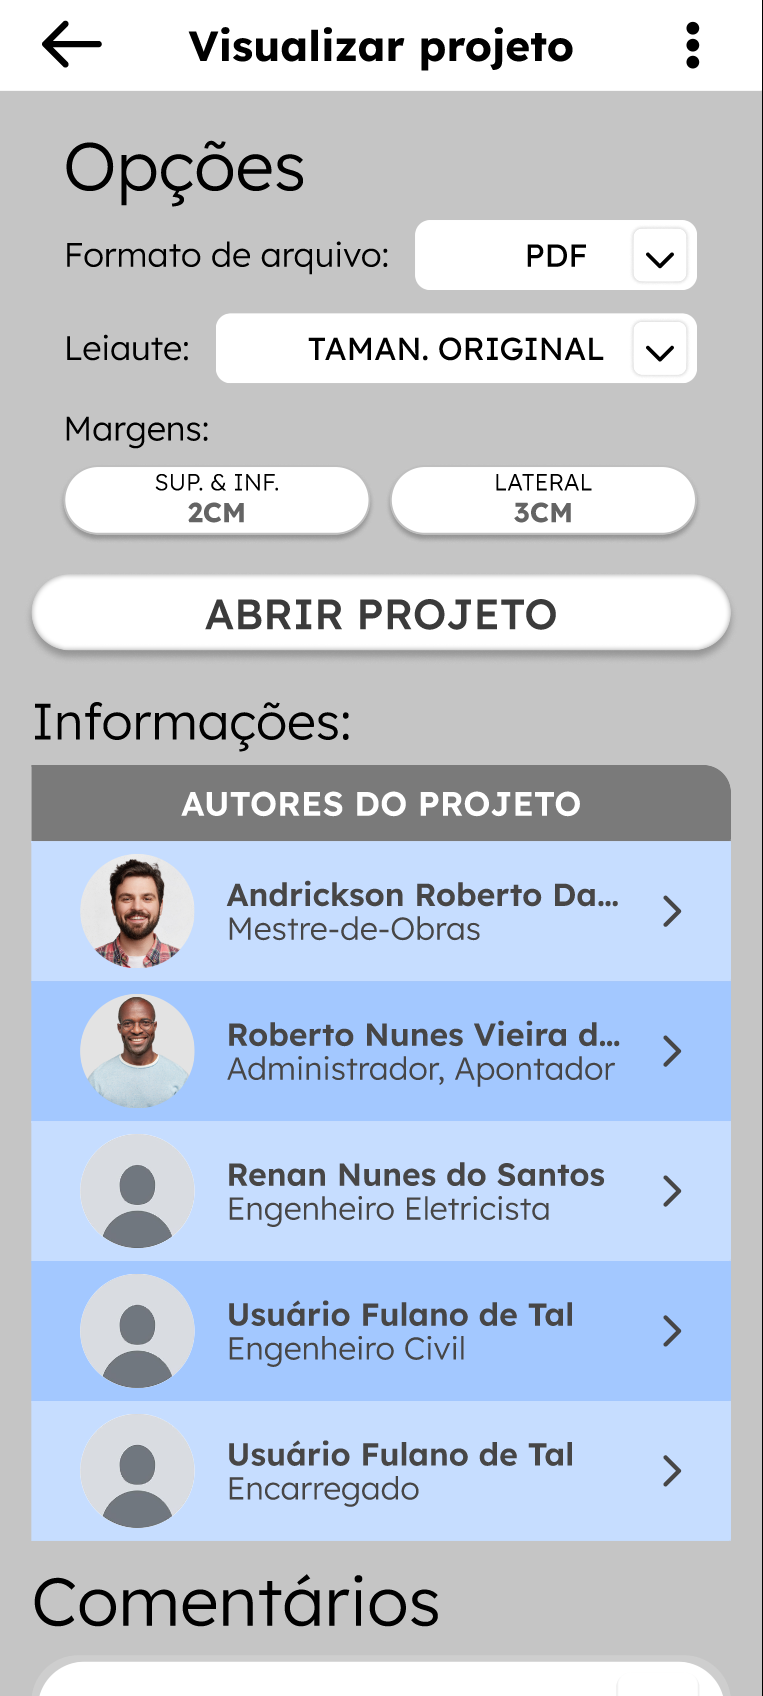 Visualizar projeto
Opções
Formato de arquivo: PDF
Leiaute: TAMAN. ORIGINAL
Margens:
SUP. & INF.
2CM
LATERAL
3CM
ABRIR PROJETO
Informações:
AUTORES DO PROJETO
Andrickson Roberto Da...
Mestre-de-Obras
Roberto Nunes Vieira d...
Administrador, Apontador
Renan Nunes do Santos
Engenheiro Eletricista
Usuário Fulano de Tal
Engenheiro Civil
Usuário Fulano de Tal
Encarregado
Comentários